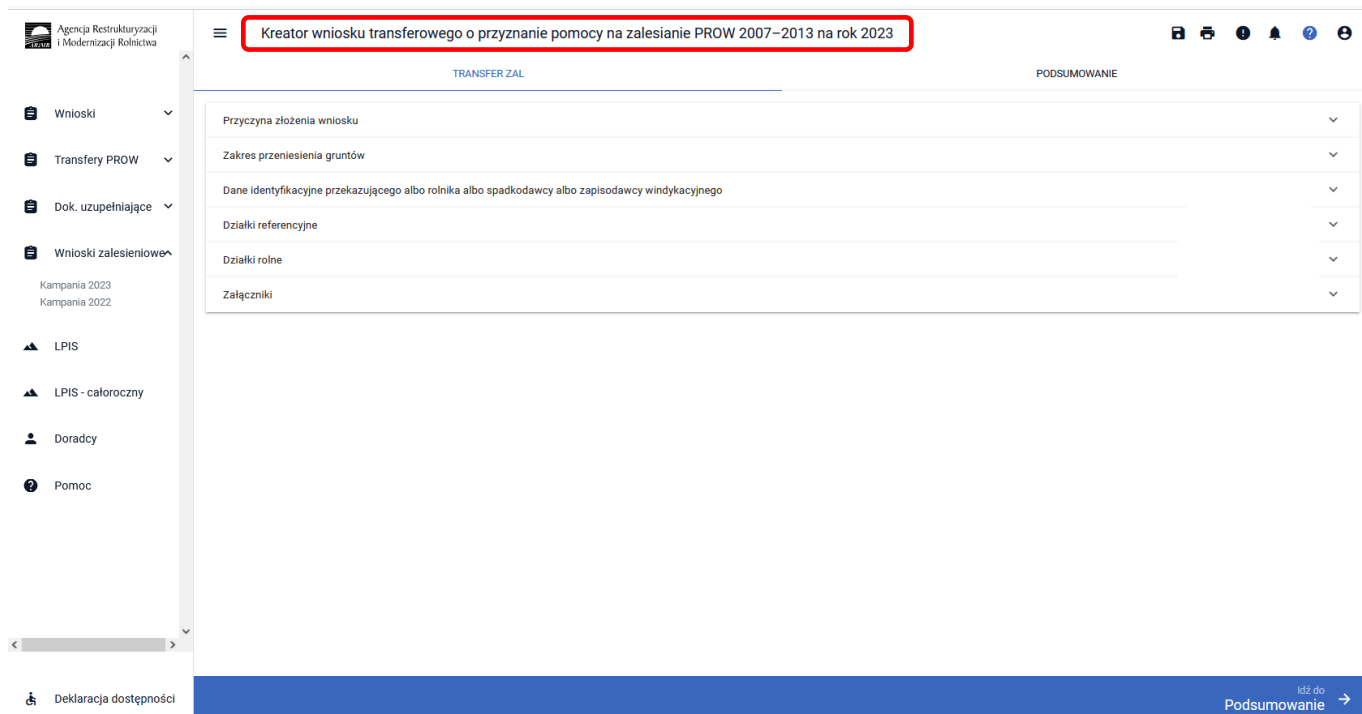 Agencja Restrukturyzacji
i Modernizacji Rolnictwa
ARiMR
Kreator wniosku transferowego o przyznanie pomocy na zalesianie PROW 2007–2013 na rok 2023
TRANSFER ZAL
PODSUMOWANIE
Wnioski
Transfery PROW
Dok. uzupełniające
Wnioski zalesieniowe
Kampania 2023
Kampania 2022
LPIS
LPIS - całoroczny
Doradcy
Pomoc
Deklaracja dostępności
Przyczyna złożenia wniosku
Zakres przeniesienia gruntów
Dane identyfikacyjne przekazującego albo rolnika albo spadkodawcy albo zapisodawcy windykacyjnego
Działki referencyjne
Działki rolne
Załączniki
Idź do
Podsumowanie